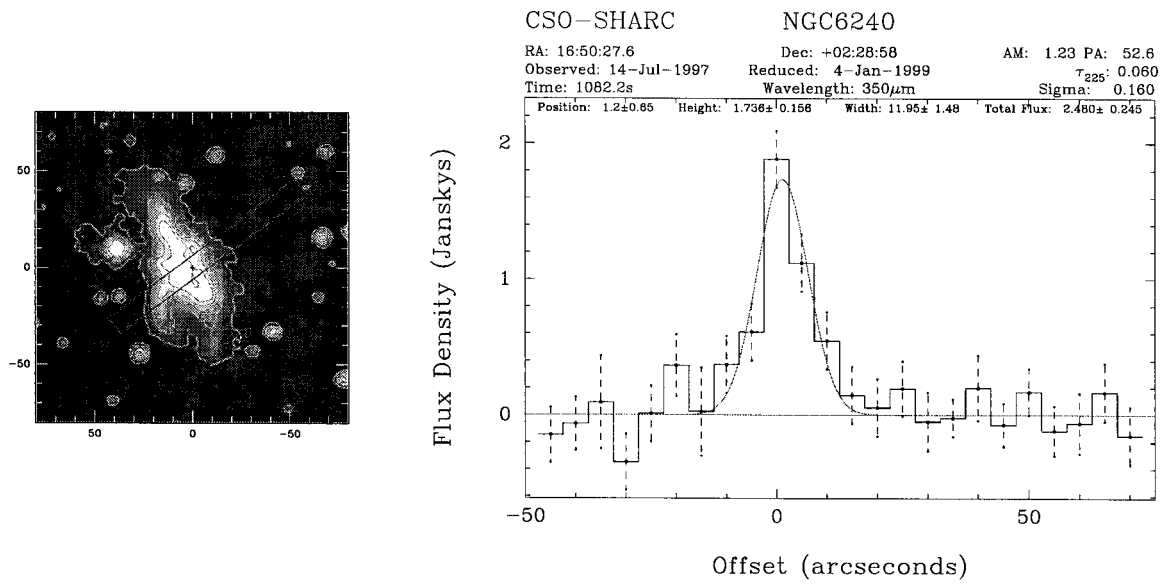 CSO-SHARC NGC6240
RA: 16:50:27.6 Dec: +02:28:58 AM: 1.23 PA: 52.6
Observed: 14-Jul-1997 Reduced: 4-Jan-1999 τ225: 0.060
Time: 1082.2s Wavelength: 350μm Sigma: 0.160
Position: 1.2±0.65 Height: 1.736± 0.156 Width: 11.95± 1.48 Total Flux: 2.480± 0.245
50
0
-50
50 0 -50
Flux Density (Janskys)
2
1
0
-50 0 50
Offset (arcseconds)